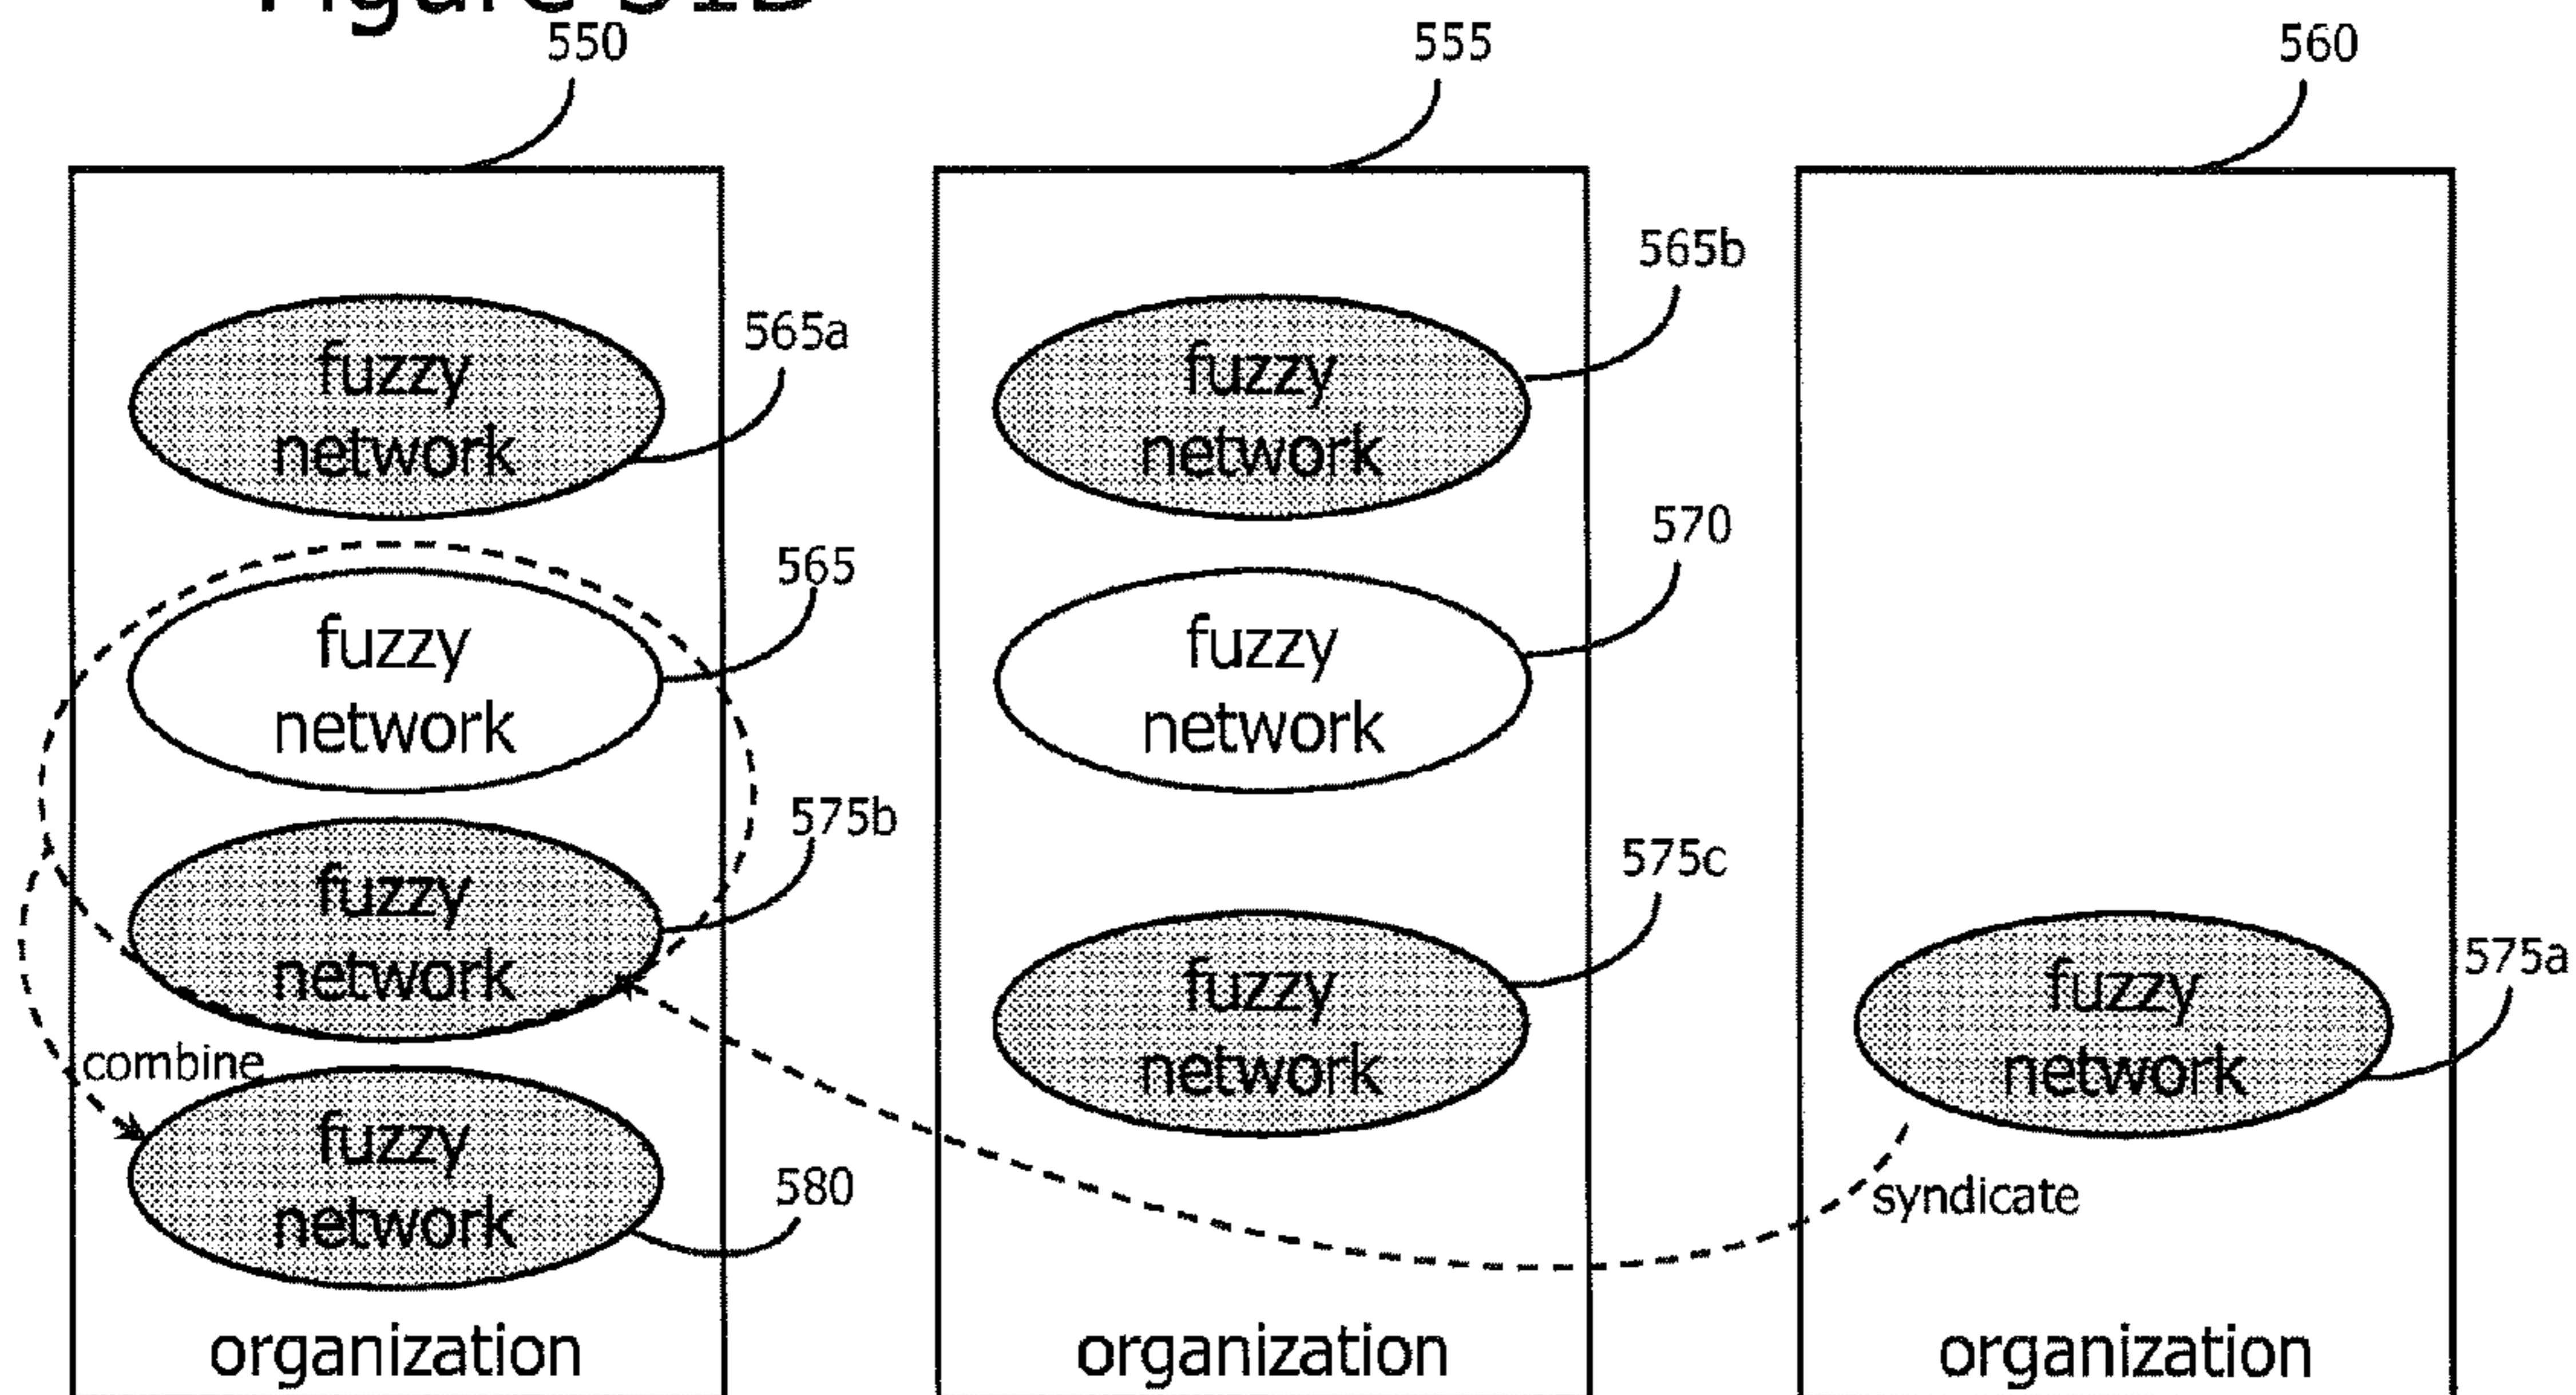 Figure
550
555
560
565b
565a
fuzzy
network
fuzzy
network
570
565
fuzzy
network
fuzzy
network
575b
575c
fuzzy
network
fuzzy
network
fuzzy
network
575a
combine
fuzzy
network
580
syndicate
organization
organization
organization